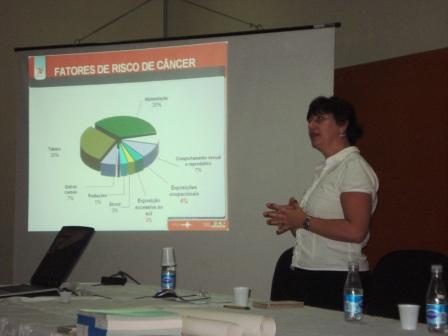 FATORES DE RISCO DE CÂNCER
Alimentação
35%
Tabaco
30%
Comportamento sexual
e reprodutivo
7%
Outras
causas
7%
Radiações
1%
Álcool
3%
Exposição
excessiva ao
sol
3%
Exposições
ocupacionais
4%